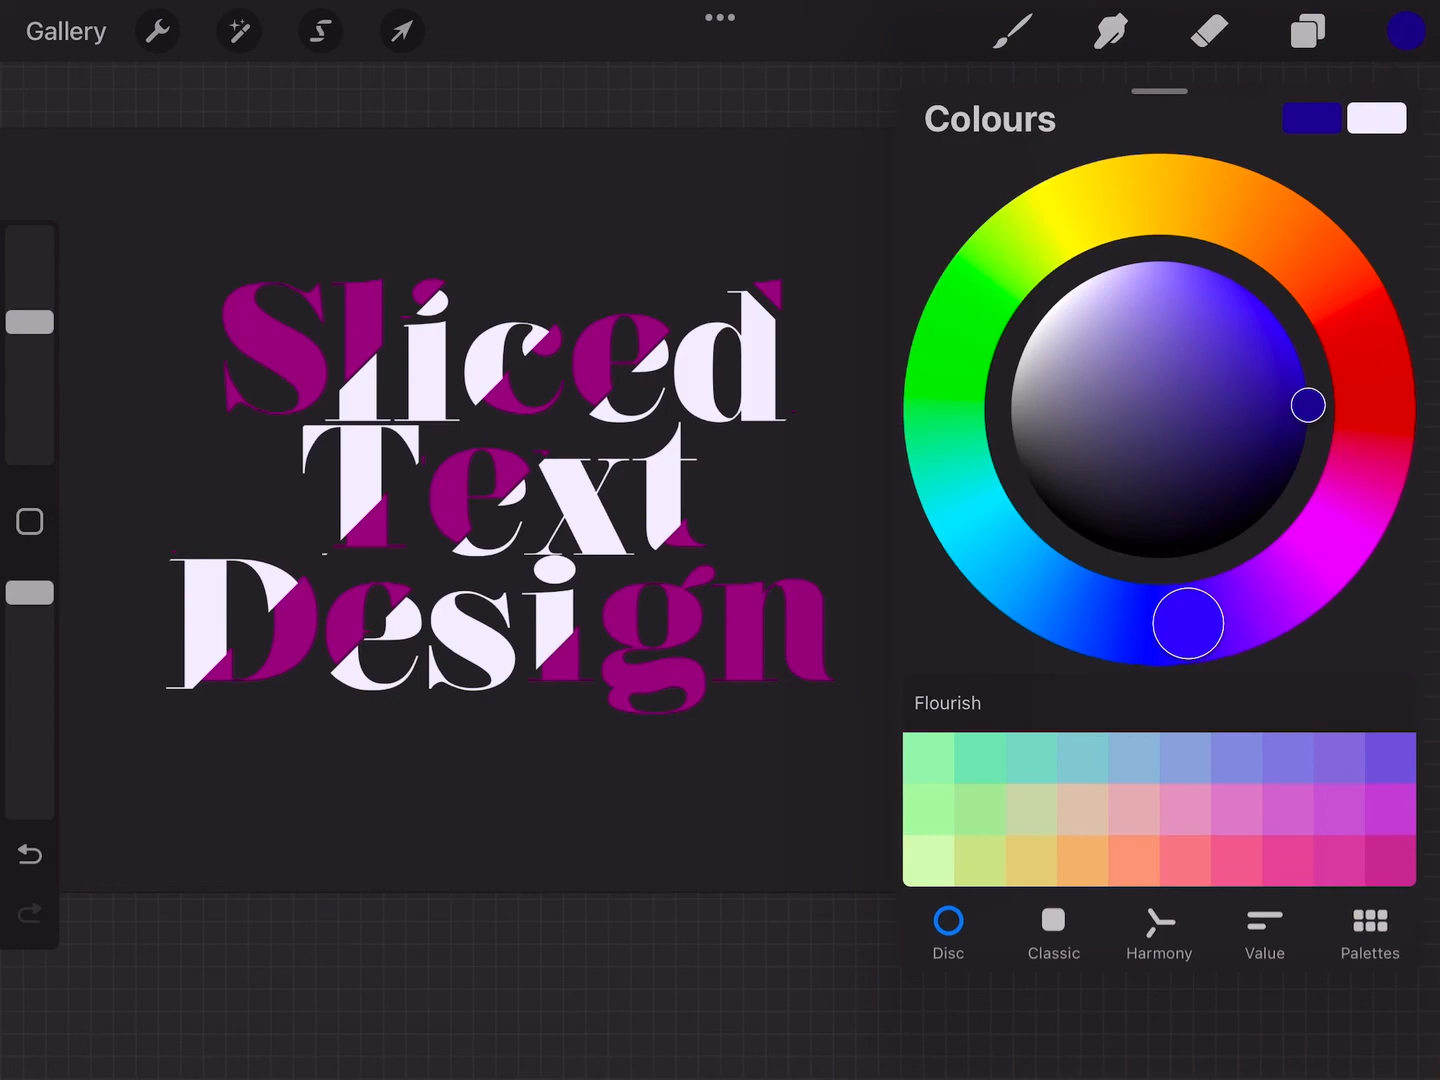 Gallery
Colours
Sliced
Text
Design
Flourish
Disc
Classic
Harmony
Value
Palettes